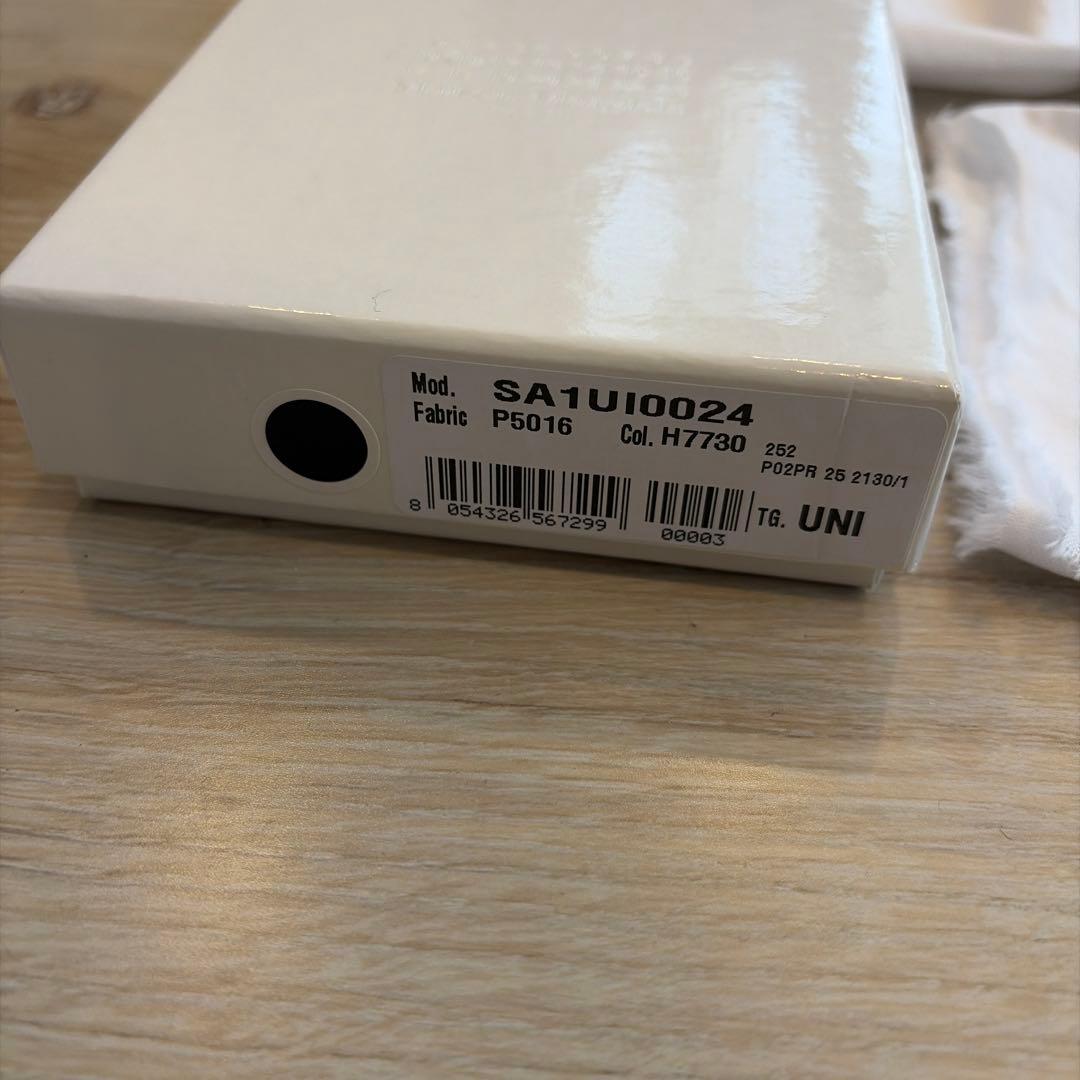 Mod. SA1UI0024
Fabric P5016 Col. H7730 252
P02PR 25 2130/1
8 054326 567299 00003 TG. UNI